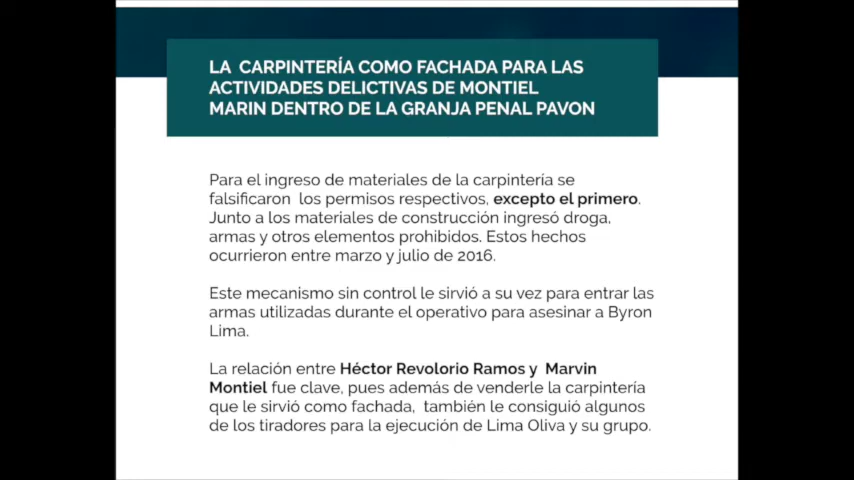 LA CARPINTERÍA COMO FACHADA PARA LAS
ACTIVIDADES DELICTIVAS DE MONTIEL
MARIN DENTRO DE LA GRANJA PENAL PAVON
Para el ingreso de materiales de la carpintería se
falsificaron los permisos respectivos, excepto el primero.
Junto a los materiales de construcción ingresó droga,
armas y otros elementos prohibidos. Estos hechos
ocurrieron entre marzo y julio de 2016.
Este mecanismo sin control le sirvió a su vez para entrar las
armas utilizadas durante el operativo para asesinar a Byron
Lima.
La relación entre Héctor Revolorio Ramos y Marvin
Montiel fue clave, pues además de venderle la carpintería
que le sirvió como fachada, también le consiguió algunos
de los tiradores para la ejecución de Lima Oliva y su grupo.